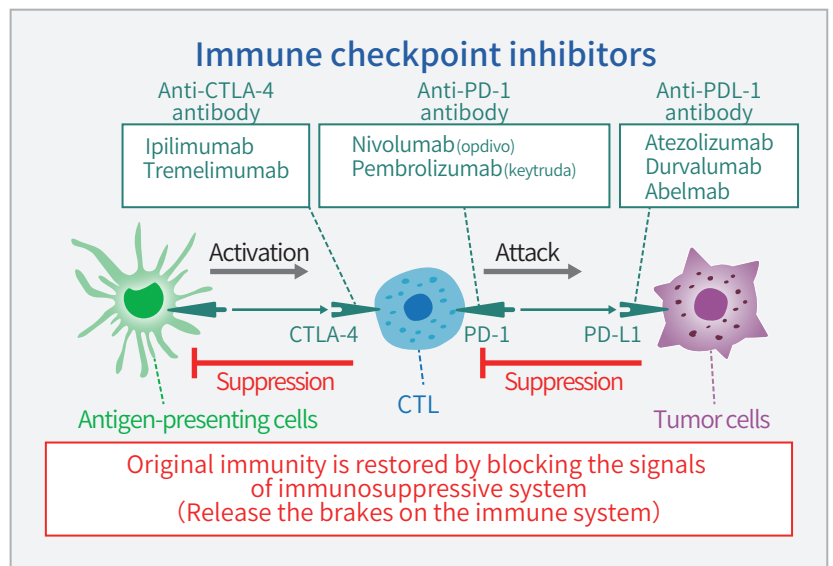 Immune checkpoint inhibitors
Anti-CTLA-4
antibody
Ipilimumab
Tremelimumab
Anti-PD-1
antibody
Nivolumab(opdivo)
Pembrolizumab(keytruda)
Anti-PDL-1
antibody
Atezolizumab
Durvalumab
Abelmab
Activation
Attack
CTLA-4
PD-1
PD-L1
Suppression
Suppression
Antigen-presenting cells
CTL
Tumor cells
Original immunity is restored by blocking the signals
of immunosuppressive system
(Release the brakes on the immune system)